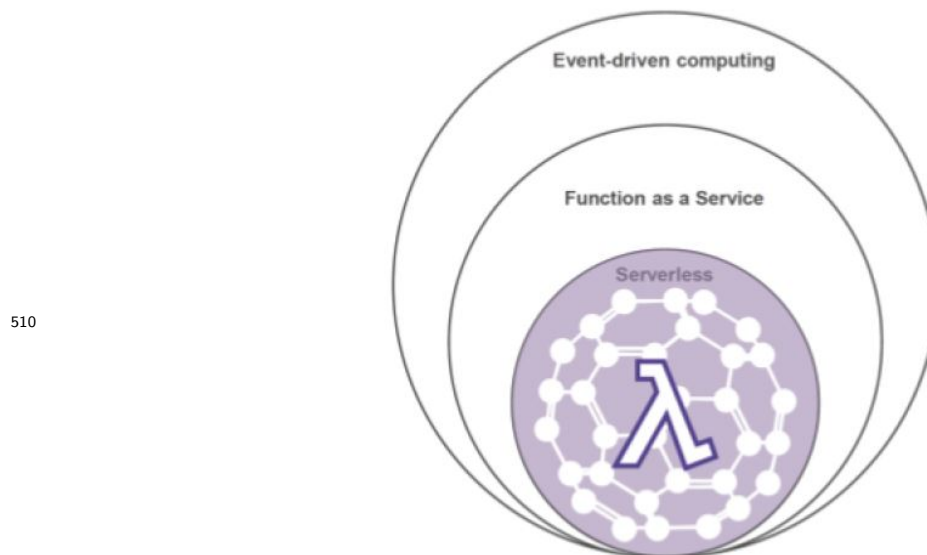 Event-driven computing
Function as a Service
Serverless
510
λ